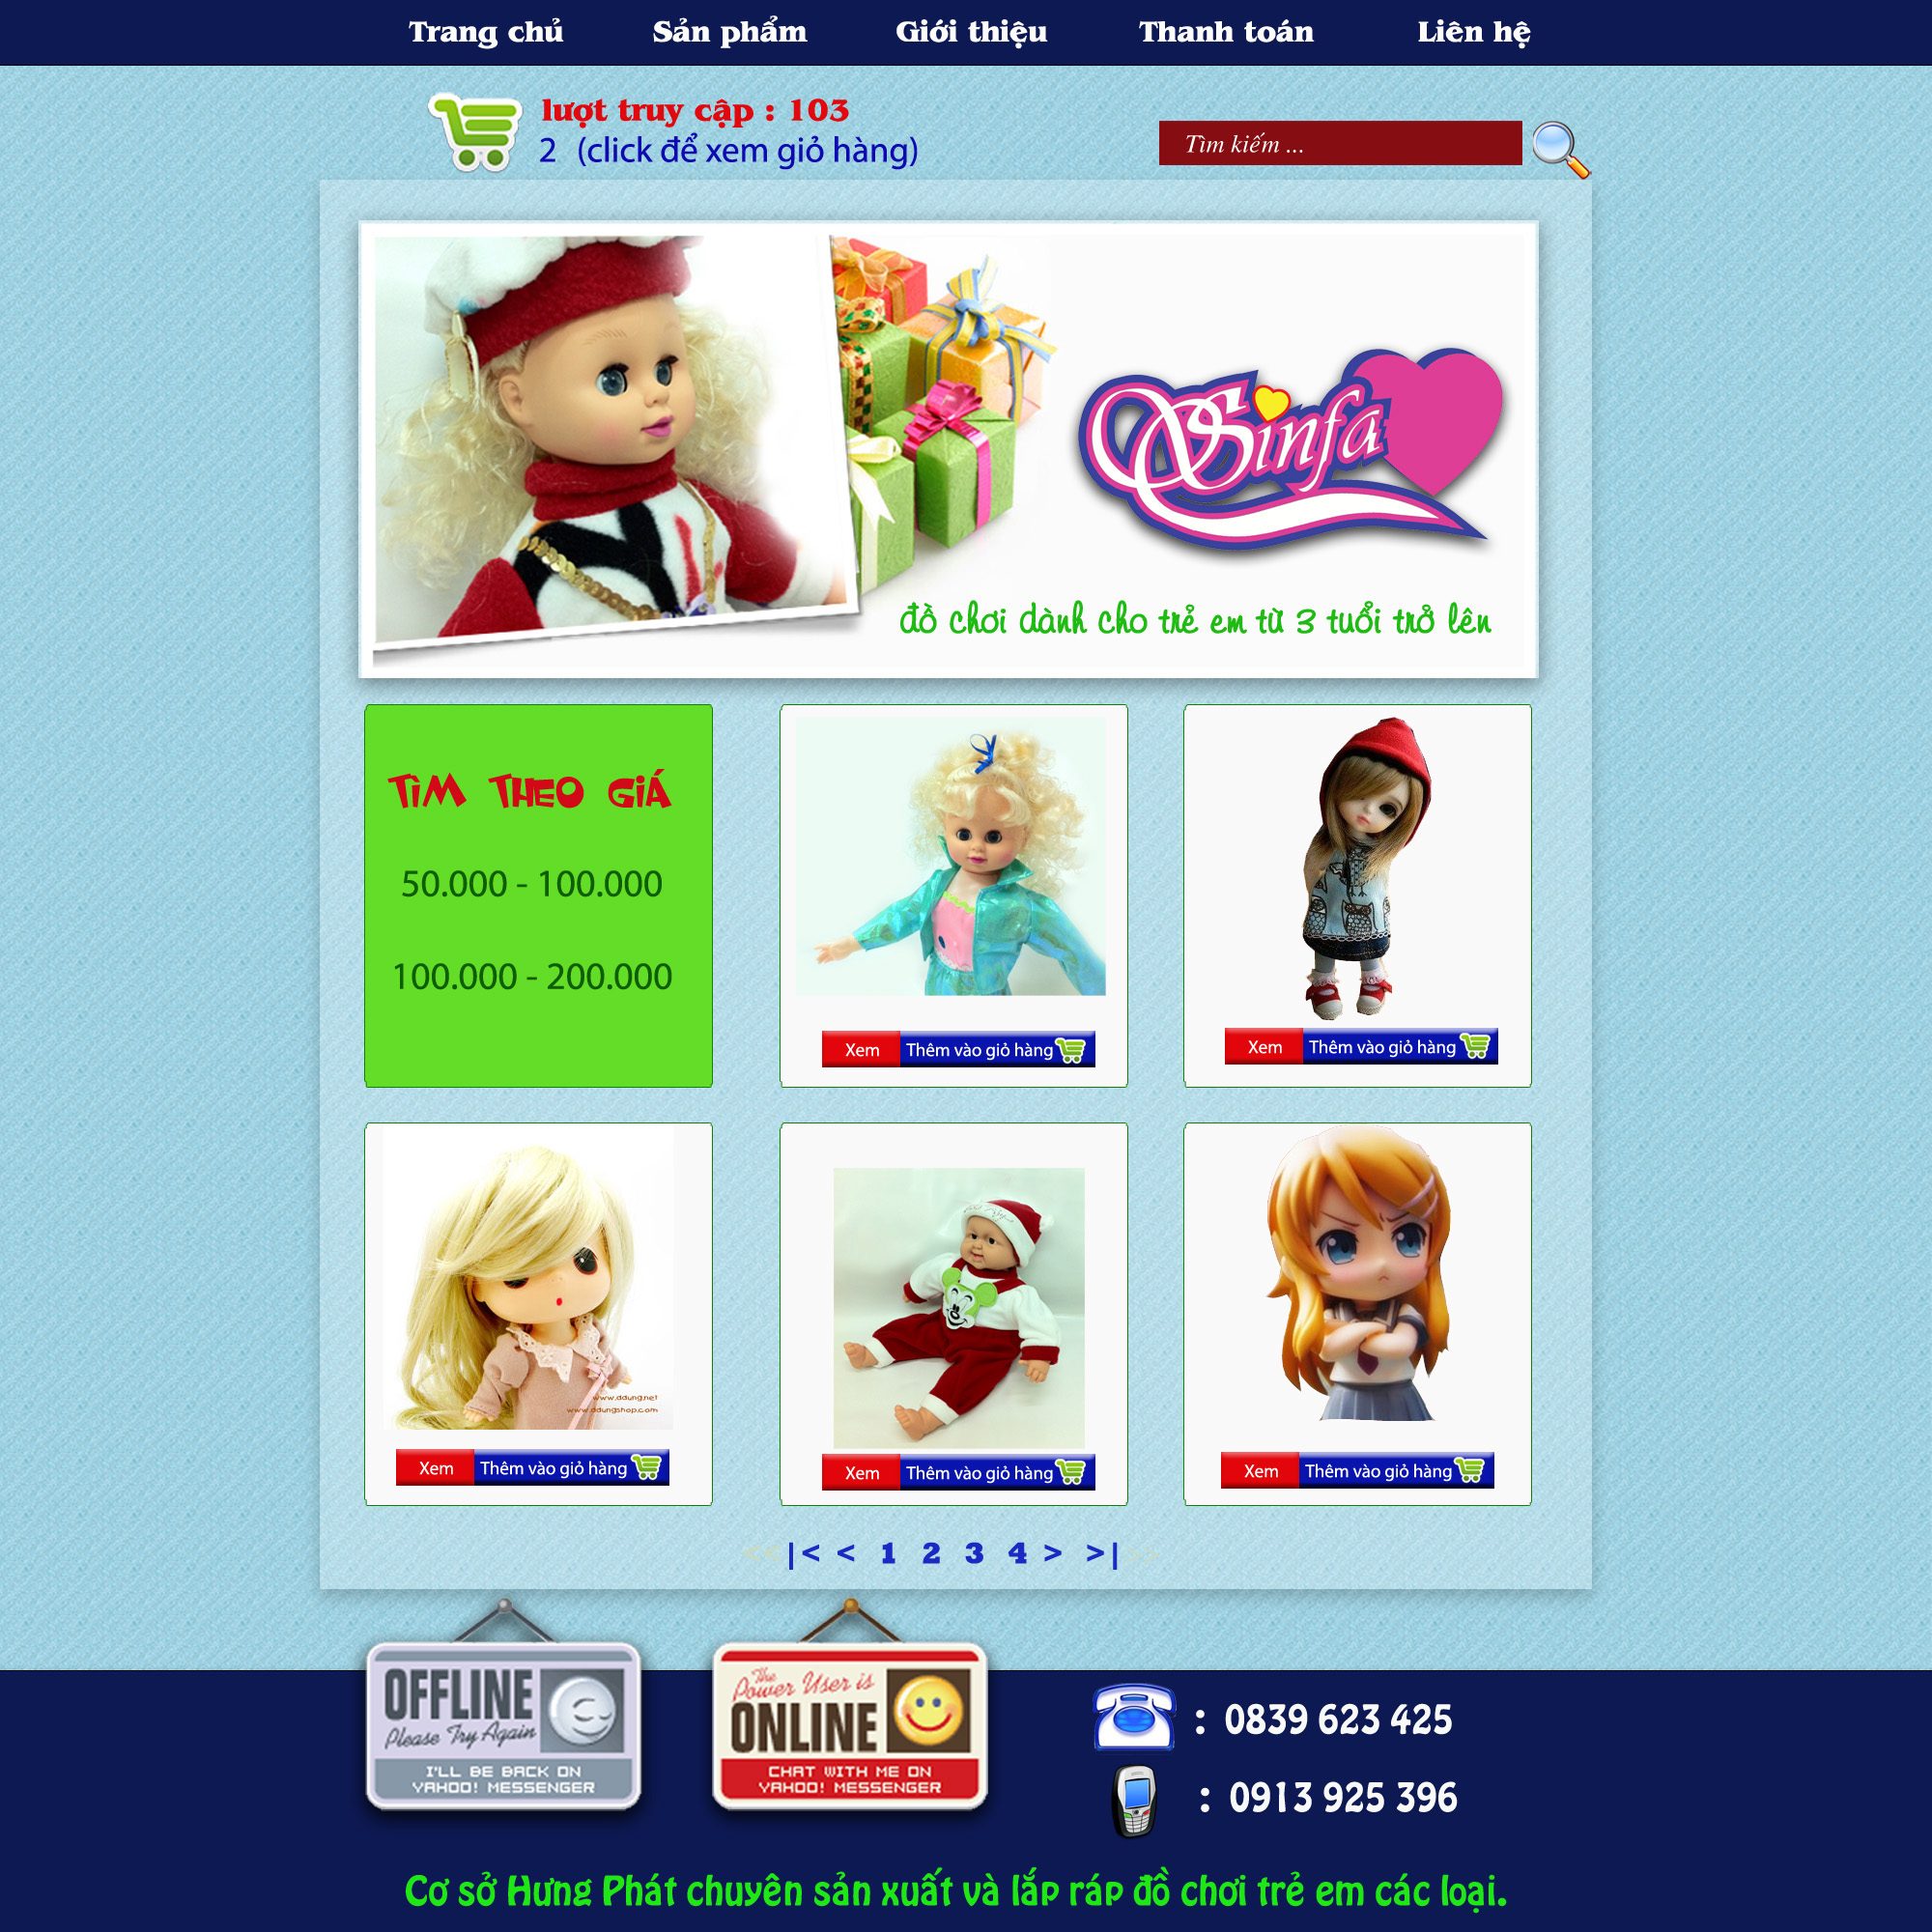 Trang chủ Sản phẩm Giới thiệu Thanh toán Liên hệ
lượt truy cập : 103
2 (click để xem giỏ hàng)
Tìm kiếm ...
Sinfa
đồ chơi dành cho trẻ em từ 3 tuổi trở lên
Tìm theo giá
50.000 - 100.000
100.000 - 200.000
Xem Thêm vào giỏ hàng
Xem Thêm vào giỏ hàng
www.ddung.net
www.ddungshop.com
Xem Thêm vào giỏ hàng
Xem Thêm vào giỏ hàng
Xem Thêm vào giỏ hàng
<< |< < 1 2 3 4 > >| >>
OFFLINE
Please Try Again
I'LL BE BACK ON
YAHOO! MESSENGER
The
Power User is
ONLINE
CHAT WITH ME ON
YAHOO! MESSENGER
: 0839 623 425
: 0913 925 396
Cơ sở Hưng Phát chuyên sản xuất và lắp ráp đồ chơi trẻ em các loại.